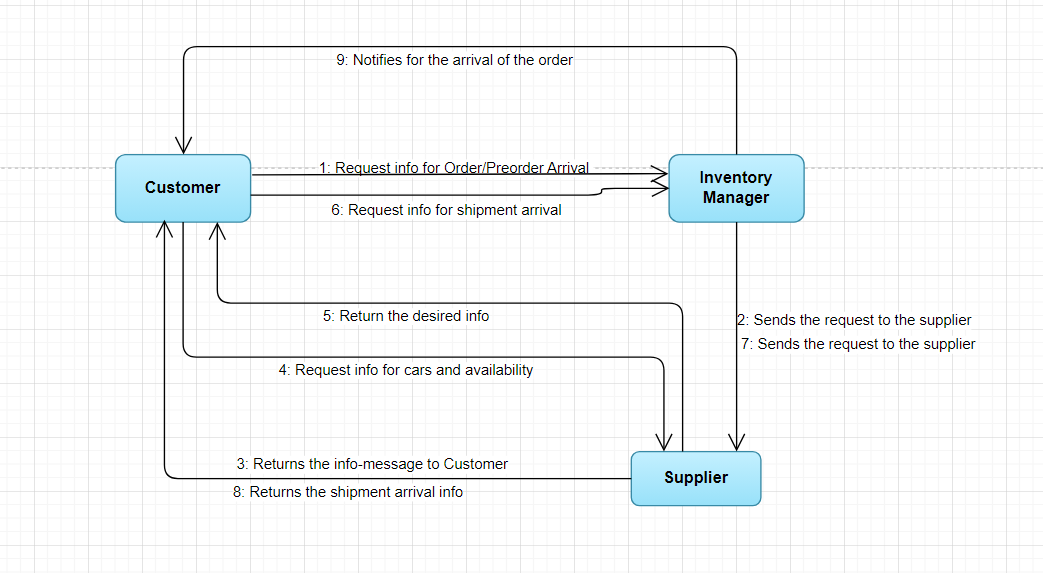 9: Notifies for the arrival of the order
1: Request info for Order/Preorder Arrival
Customer
Inventory
Manager
6: Request info for shipment arrival
5: Return the desired info
2: Sends the request to the supplier
7: Sends the request to the supplier
4: Request info for cars and availability
3: Returns the info-message to Customer
Supplier
8: Returns the shipment arrival info